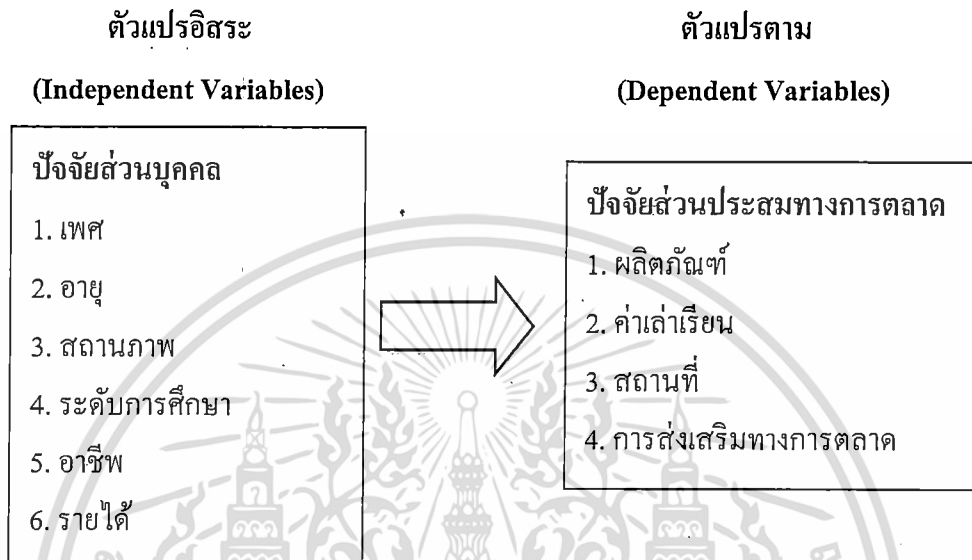 ตัวแปรอิสระ
(Independent Variables)
ปัจจัยส่วนบุคคล
1. เพศ
2. อายุ
3. สถานภาพ
4. ระดับการศึกษา
5. อาชีพ
6. รายได้
ตัวแปรตาม
(Dependent Variables)
ปัจจัยส่วนประสมทางการตลาด
1. ผลิตภัณฑ์
2. ค่าเล่าเรียน
3. สถานที่
4. การส่งเสริมทางการตลาด